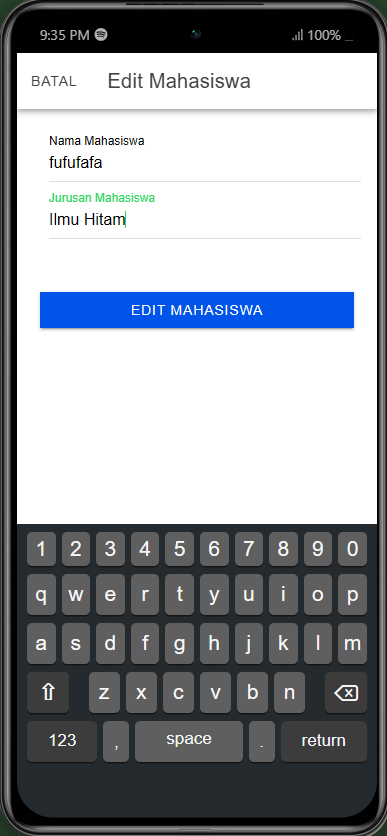 9:35 PM 100%
BATAL Edit Mahasiswa
Nama Mahasiswa
fufufafa
Jurusan Mahasiswa
Ilmu Hitam
EDIT MAHASISWA
1 2 3 4 5 6 7 8 9 0
q w e r t y u i o p
a s d f g h j k l m
z x c v b n
123 , space . return